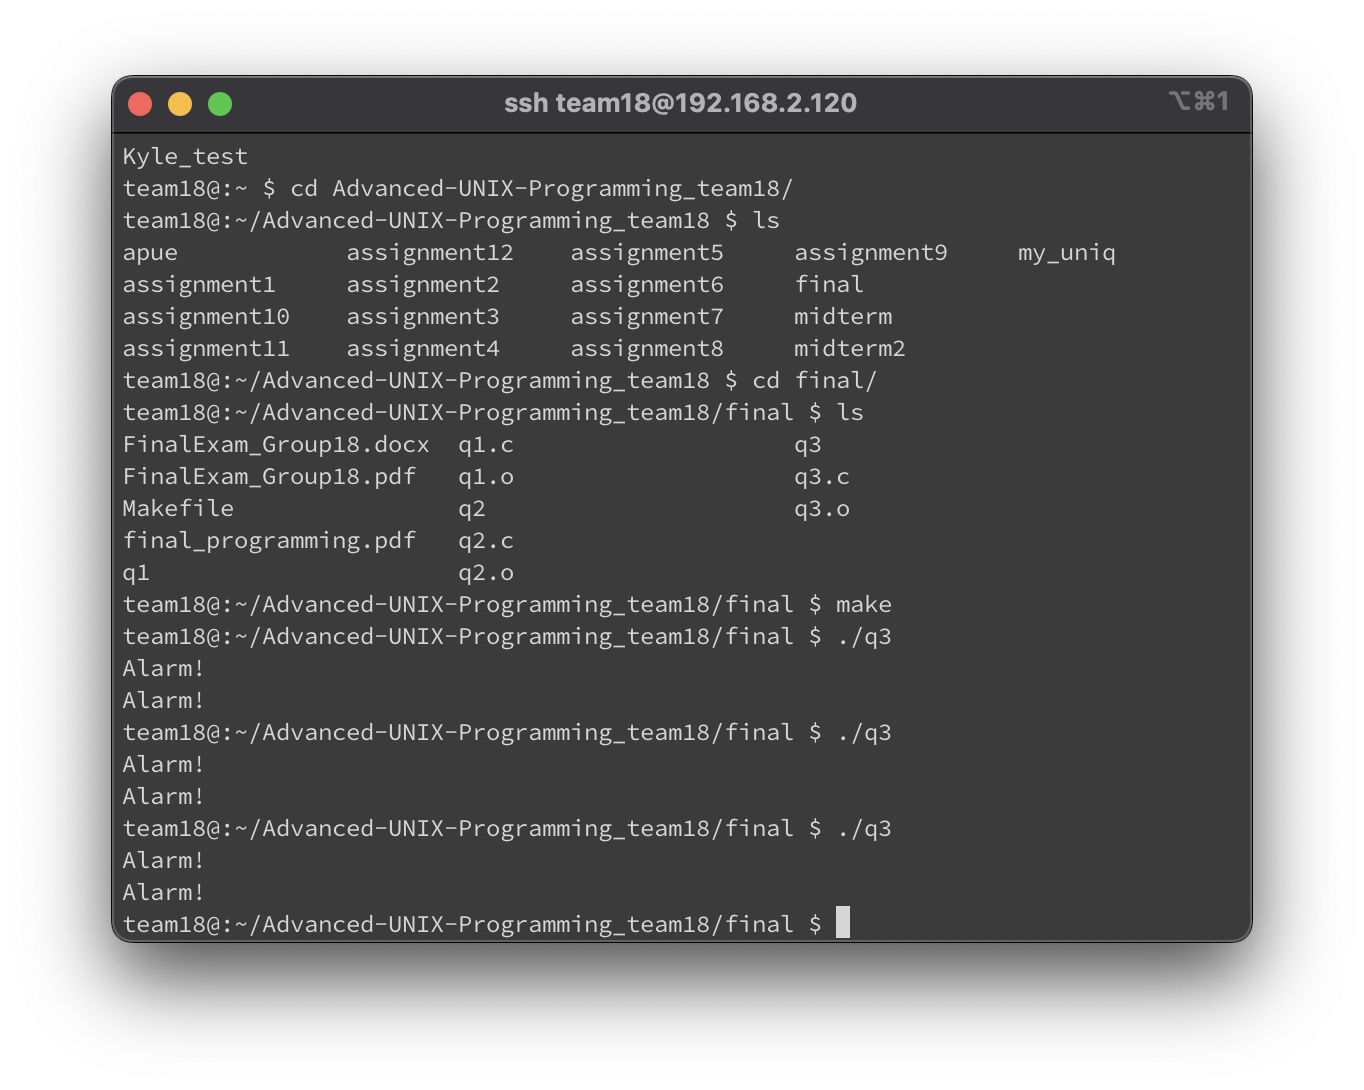 ssh team18@192.168.2.120 ⌥⌘1
Kyle_test
team18@:~ $ cd Advanced-UNIX-Programming_team18/
team18@:~/Advanced-UNIX-Programming_team18 $ ls
apue            assignment12    assignment5     assignment9     my_uniq
assignment1     assignment2     assignment6     final
assignment10    assignment3     assignment7     midterm
assignment11    assignment4     assignment8     midterm2
team18@:~/Advanced-UNIX-Programming_team18 $ cd final/
team18@:~/Advanced-UNIX-Programming_team18/final $ ls
FinalExam_Group18.docx  q1.c                    q3
FinalExam_Group18.pdf   q1.o                    q3.c
Makefile                q2                      q3.o
final_programming.pdf   q2.c
q1                      q2.o
team18@:~/Advanced-UNIX-Programming_team18/final $ make
team18@:~/Advanced-UNIX-Programming_team18/final $ ./q3
Alarm!
Alarm!
team18@:~/Advanced-UNIX-Programming_team18/final $ ./q3
Alarm!
Alarm!
team18@:~/Advanced-UNIX-Programming_team18/final $ ./q3
Alarm!
Alarm!
team18@:~/Advanced-UNIX-Programming_team18/final $